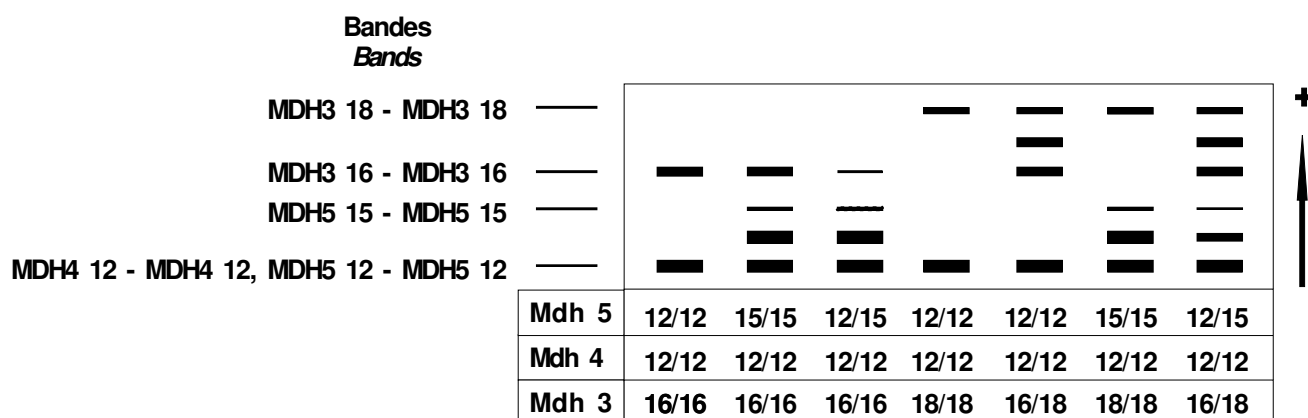 Bandes
Bands
MDH3 18 - MDH3 18
+
MDH3 16 - MDH3 16
MDH5 15 - MDH5 15
MDH4 12 - MDH4 12, MDH5 12 - MDH5 12
Mdh 5 12/12 15/15 12/15 12/12 12/12 15/15 12/15
Mdh 4 12/12 12/12 12/12 12/12 12/12 12/12 12/12
Mdh 3 16/16 16/16 16/16 18/18 16/18 18/18 16/18